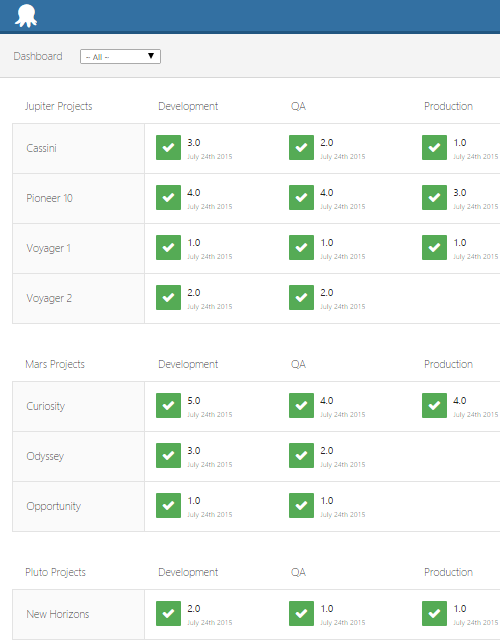 Dashboard -- All --
Jupiter Projects Development QA Production
Cassini 3.0 2.0 1.0
July 24th 2015 July 24th 2015 July 24th 2015
Pioneer 10 4.0 4.0 3.0
July 24th 2015 July 24th 2015 July 24th 2015
Voyager 1 1.0 1.0 1.0
July 24th 2015 July 24th 2015 July 24th 2015
Voyager 2 2.0 2.0
July 24th 2015 July 24th 2015
Mars Projects Development QA Production
Curiosity 5.0 4.0 4.0
July 24th 2015 July 24th 2015 July 24th 2015
Odyssey 3.0 2.0
July 24th 2015 July 24th 2015
Opportunity 1.0 1.0
July 24th 2015 July 24th 2015
Pluto Projects Development QA Production
New Horizons 2.0 1.0 1.0
July 24th 2015 July 24th 2015 July 24th 2015